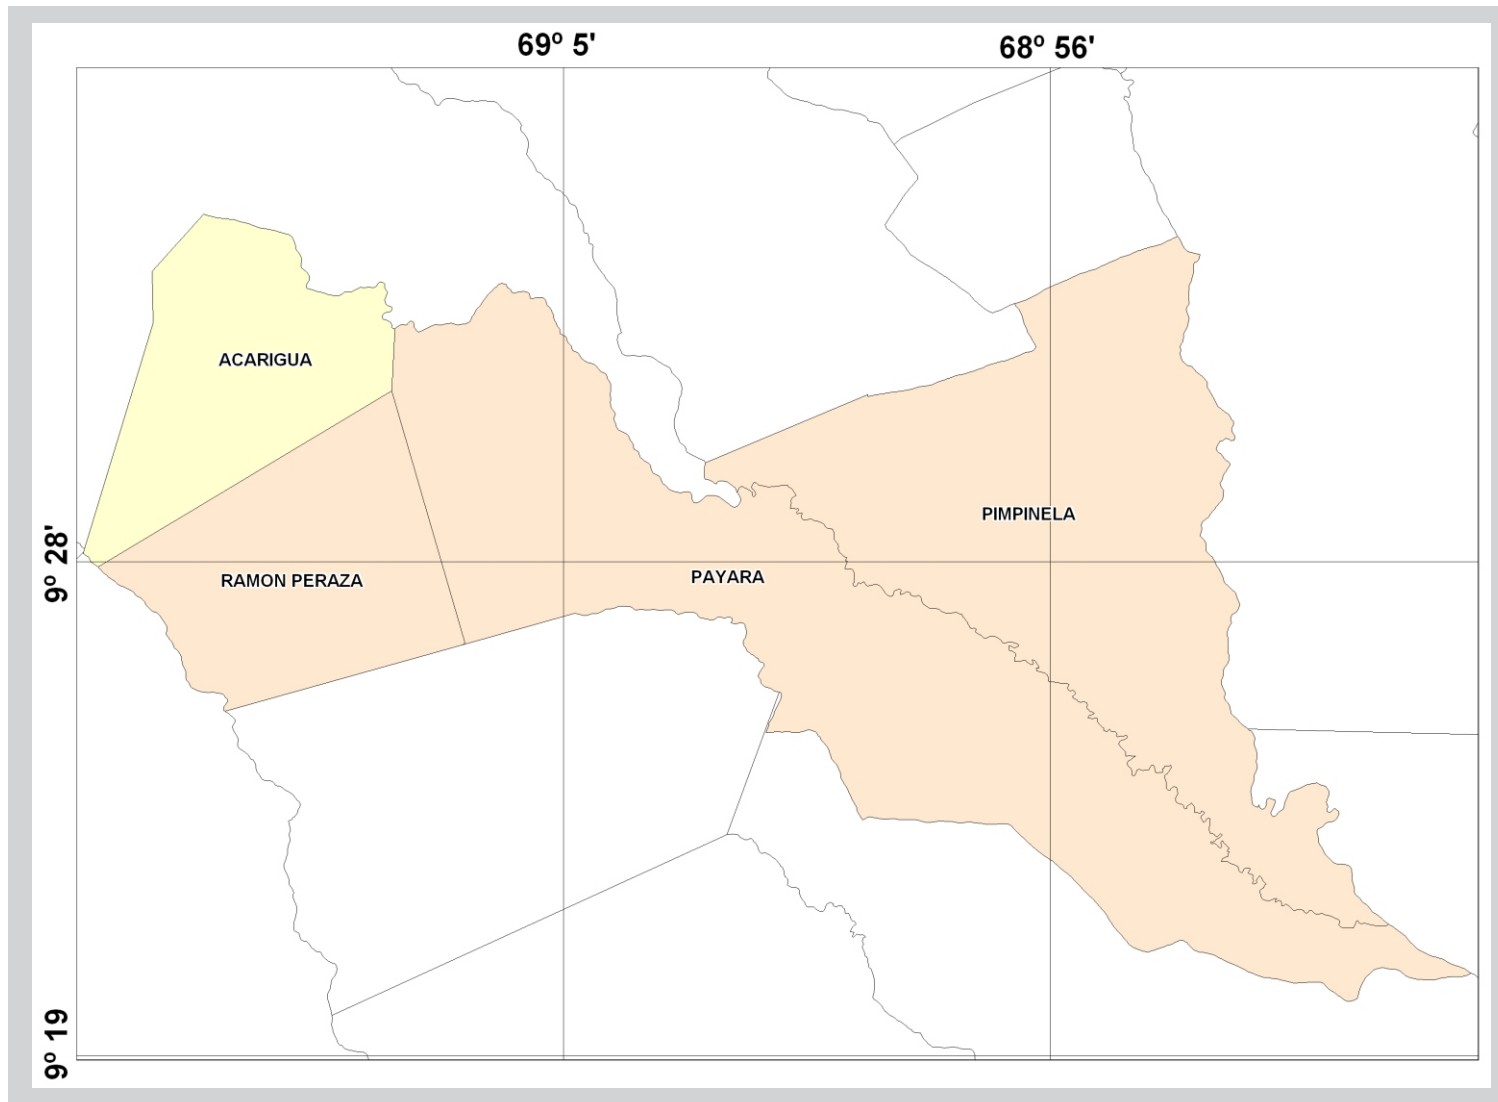 69º 5'
68º 56'
ACARIGUA
PIMPINELA
9º 28'
RAMON PERAZA
PAYARA
9º 19